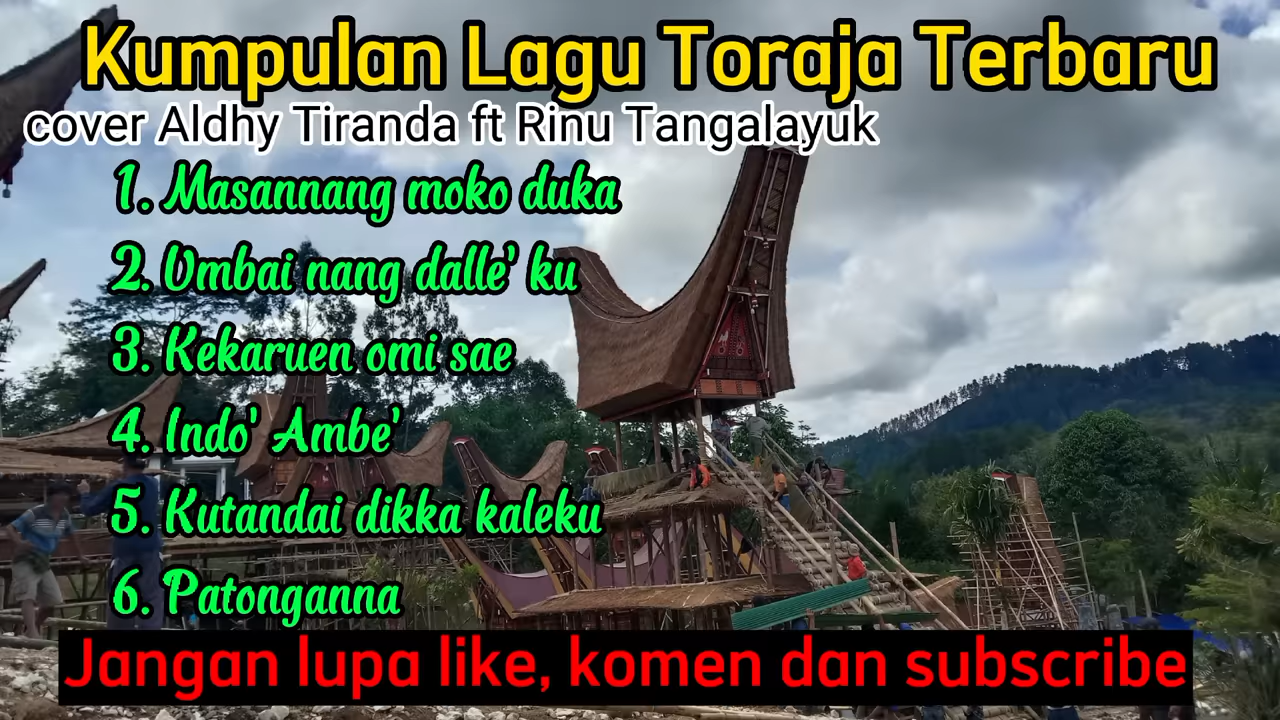 Kumpulan Lagu Toraja Terbaru
cover Aldhy Tiranda ft Rinu Tangalayuk
1. Masannang moko duka
2. Umbai nang dalle' ku
3. Kekaruen omi sae
4. Indo' Ambe'
5. Kutandai dikka kaleku
6. Patonganna
Jangan lupa like, komen dan subscribe